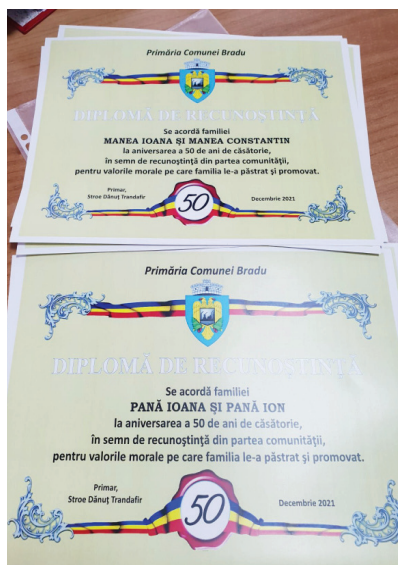 Primăria Comunei Bradu
DIPLOMĂ DE RECUNOȘTINȚĂ
Se acordă familiei
MANEA IOANA ȘI MANEA CONSTANTIN
la aniversarea a 50 de ani de căsătorie,
în semn de recunoștință din partea comunității,
pentru valorile morale pe care familia le-a păstrat și promovat.
Primar,
Stroe Dănuț Trandafir
Decembrie 2021
50
Primăria Comunei Bradu
DIPLOMĂ DE RECUNOȘTINȚĂ
Se acordă familiei
PANĂ IOANA ȘI PANĂ ION
la aniversarea a 50 de ani de căsătorie,
în semn de recunoștință din partea comunității,
pentru valorile morale pe care familia le-a păstrat și promovat.
Primar,
Stroe Dănuț Trandafir
Decembrie 2021
50